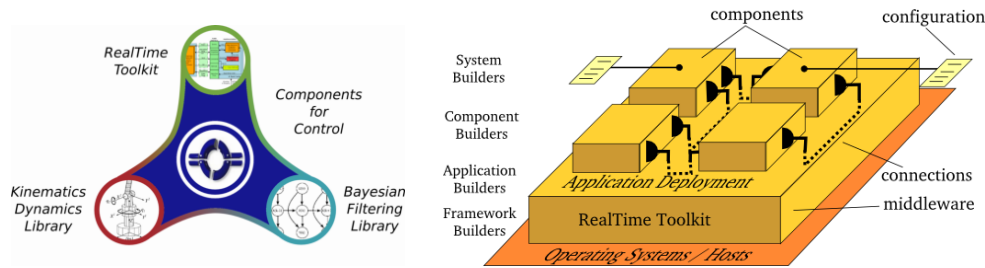 RealTime
Toolkit
Components
for
Control
Kinematics
Dynamics
Library
Bayesian
Filtering
Library
components
configuration
System
Builders
Component
Builders
Application
Builders
Framework
Builders
Application Deployment
connections
middleware
RealTime Toolkit
Operating Systems / Hosts